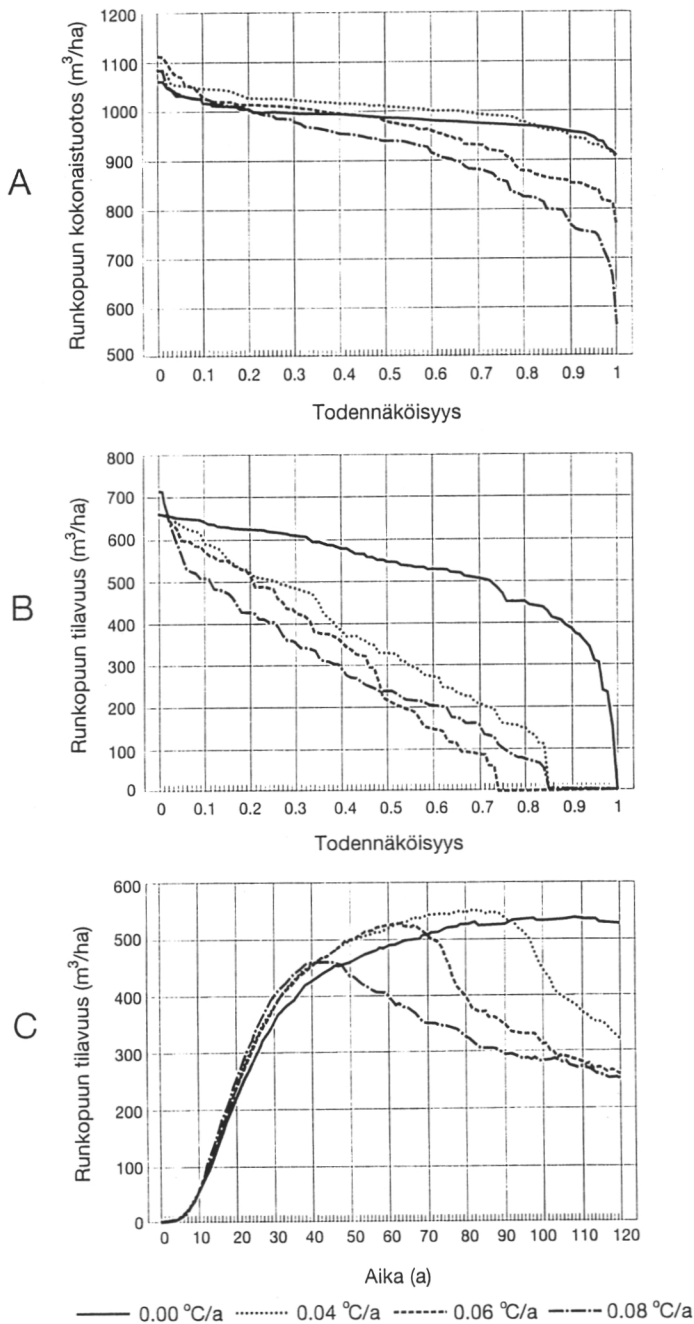 A
Runkopuun kokonaistuotos (m³/ha)
1200
1100
1000
900
800
700
600
500
0 0.1 0.2 0.3 0.4 0.5 0.6 0.7 0.8 0.9 1
Todennäköisyys
B
Runkopuun tilavuus (m³/ha)
800
700
600
500
400
300
200
100
0
0 0.1 0.2 0.3 0.4 0.5 0.6 0.7 0.8 0.9 1
Todennäköisyys
C
Runkopuun tilavuus (m³/ha)
600
500
400
300
200
100
0
0 10 20 30 40 50 60 70 80 90 100 110 120
Aika (a)
0.00 °C/a 0.04 °C/a 0.06 °C/a 0.08 °C/a